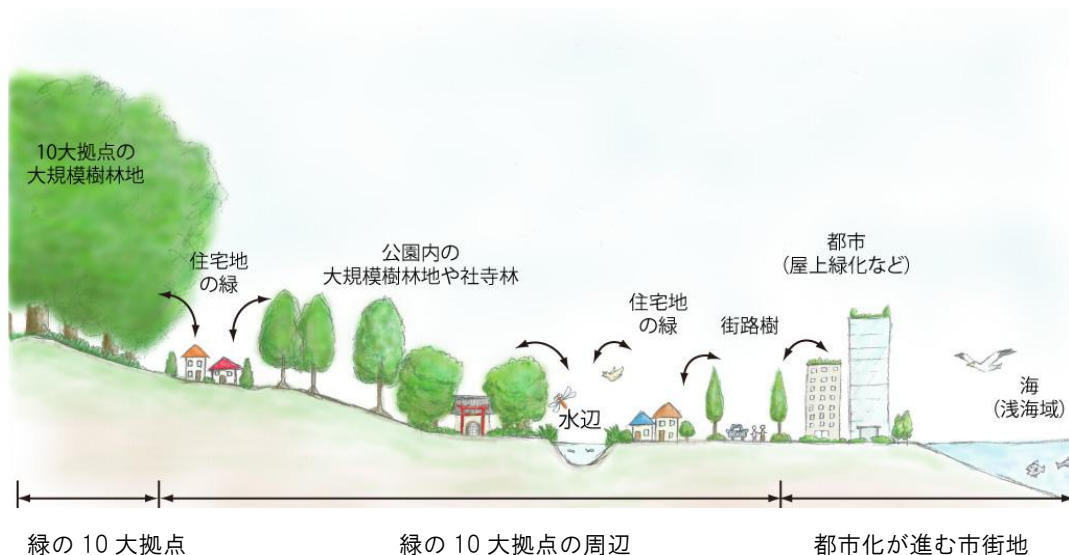 10大拠点の
大規模樹林地
住宅地
の緑
公園内の
大規模樹林地や社寺林
水辺
住宅地
の緑
街路樹
都市
（屋上緑化など）
海
（浅海域）
緑の 10 大拠点
緑の 10 大拠点の周辺
都市化が進む市街地